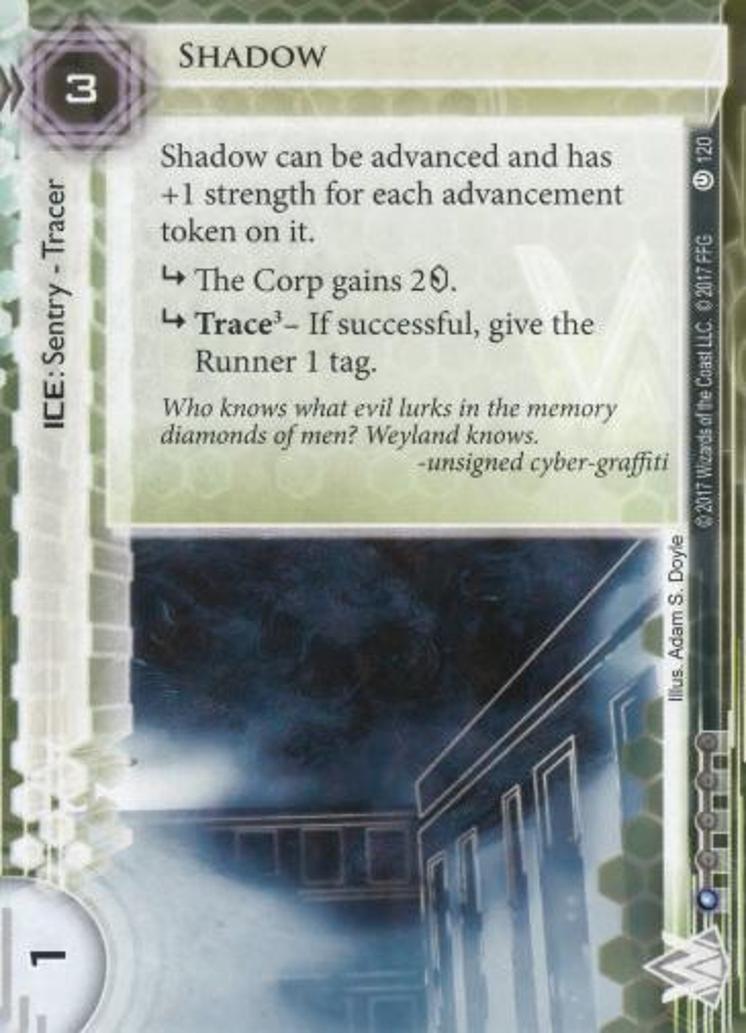 3
SHADOW
Shadow can be advanced and has
+1 strength for each advancement
token on it.
↳ The Corp gains 2.
↳ Trace³– If successful, give the
Runner 1 tag.
Who knows what evil lurks in the memory
diamonds of men? Weyland knows.
-unsigned cyber-graffiti
ICE: Sentry - Tracer
1
Illus. Adam S. Doyle
© 2017 Wizards of the Coast LLC. © 2017 FFG
120